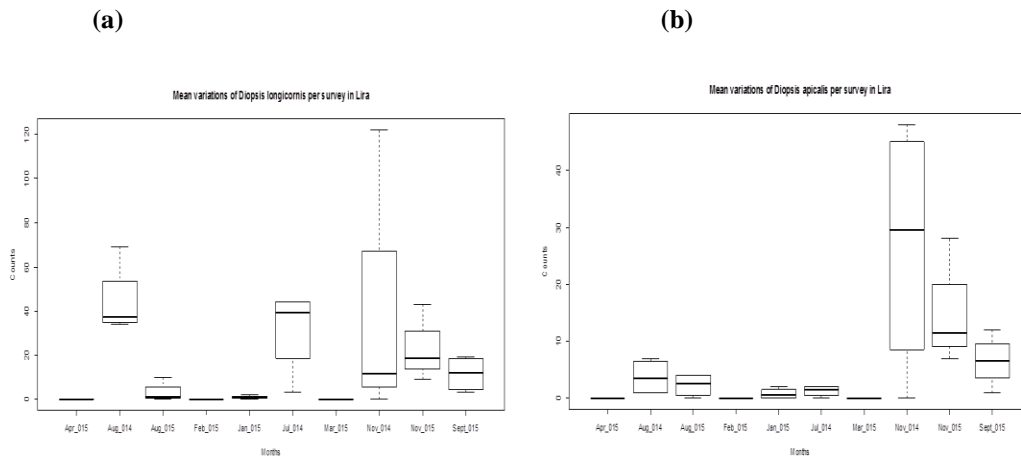 (a)
(b)
Mean variations of Diopsis longicornis per survey in Lira
Counts
120
100
80
60
40
20
0
Apr_015 Aug_014 Aug_015 Feb_015 Jan_015 Jul_014 Mar_015 Nov_014 Nov_015 Sept_015
Months
Mean variations of Diopsis apicalis per survey in Lira
Counts
40
30
20
10
0
Apr_015 Aug_014 Aug_015 Feb_015 Jan_015 Jul_014 Mar_015 Nov_014 Nov_015 Sept_015
Months